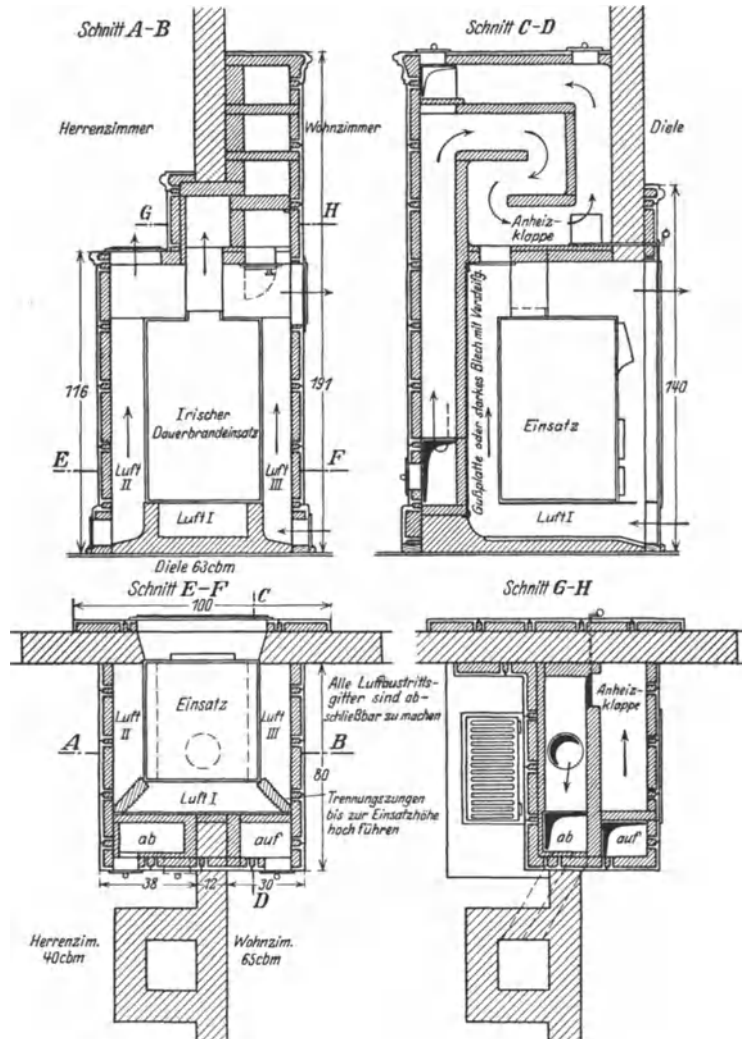 Schnitt A-B
Schnitt C-D
Herrenzimmer
Wohnzimmer
Diele
G
H
Anheiz-
klappe
116
191
140
Irischer
Dauerbrandeinsatz
Gußplatte oder starkes Blech mit Versteifg.
Einsatz
E
F
Luft
II
Luft
III
Luft I
Luft I
Diele 63cbm
Schnitt E-F
C
100
Schnitt G-H
Einsatz
Luft
II
Luft
III
Alle Luftaustritts-
gitter sind ab-
schließbar zu machen
Anheiz-
klappe
A
B
80
Luft I
Trennungszungen
bis zur Einsatzhöhe
hoch führen
ab
auf
ab
auf
38
12
30
D
Herrenzim.
40cbm
Wohnzim.
65cbm